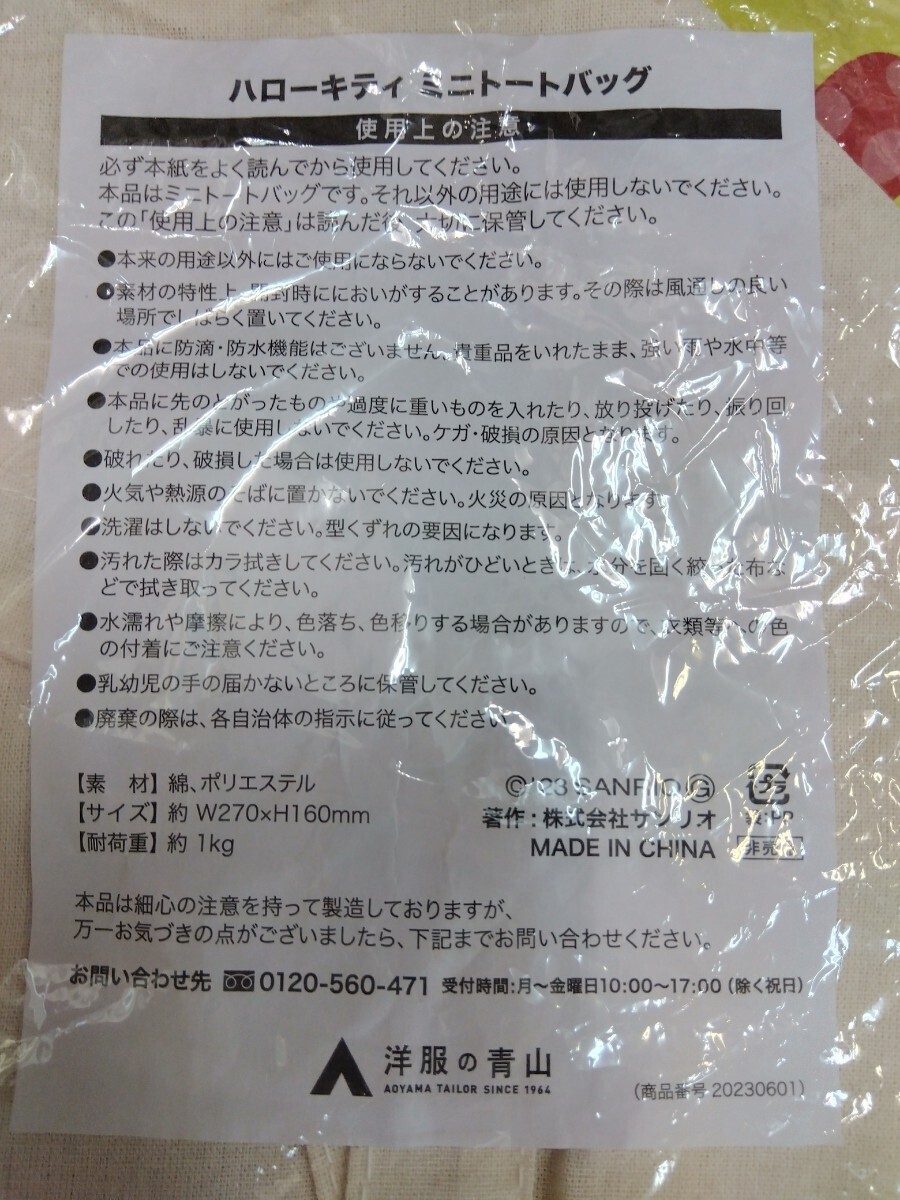 ハローキティ ミニトートバッグ
使用上の注意
必ず本紙をよく読んでから使用してください。
本品はミニトートバッグです。それ以外の用途には使用しないでください。
この「使用上の注意」は読んだ後、大切に保管してください。
●本来の用途以外にはご使用にならないでください。
●素材の特性上、開封時ににおいがすることがあります。その際は風通しの良い
場所でしばらく置いてください。
●本品に防滴・防水機能はございません。貴重品をいれたまま、強い雨や水中等
での使用はしないでください。
●本品に先のとがったものや過度に重いものを入れたり、放り投げたり、振り回
したり、乱暴に使用しないでください。ケガ・破損の原因となります。
●破れたり、破損した場合は使用しないでください。
●火気や熱源のそばに置かないでください。火災の原因となります。
●洗濯はしないでください。型くずれの要因になります。
●汚れた際はカラ拭きしてください。汚れがひどいときは、水分を固く絞った布な
どで拭き取ってください。
●水濡れや摩擦により、色落ち、色移りする場合がありますので、衣類等への色
の付着にご注意ください。
●乳幼児の手の届かないところに保管してください。
●廃棄の際は、各自治体の指示に従ってください。
【素 材】 綿、ポリエステル
【サイズ】 約 W270×H160mm
【耐荷重】 約 1kg
©'23 SANRIO Ⓖ
著作:株式会社サンリオ
MADE IN CHINA
プラ
袋:PP
非売品
本品は細心の注意を持って製造しておりますが、
万一お気づきの点がございましたら、下記までお問い合わせください。
お問い合わせ先 0120-560-471 受付時間:月〜金曜日10:00〜17:00(除く祝日)
洋服の青山
AOYAMA TAILOR SINCE 1964
(商品番号 20230601)